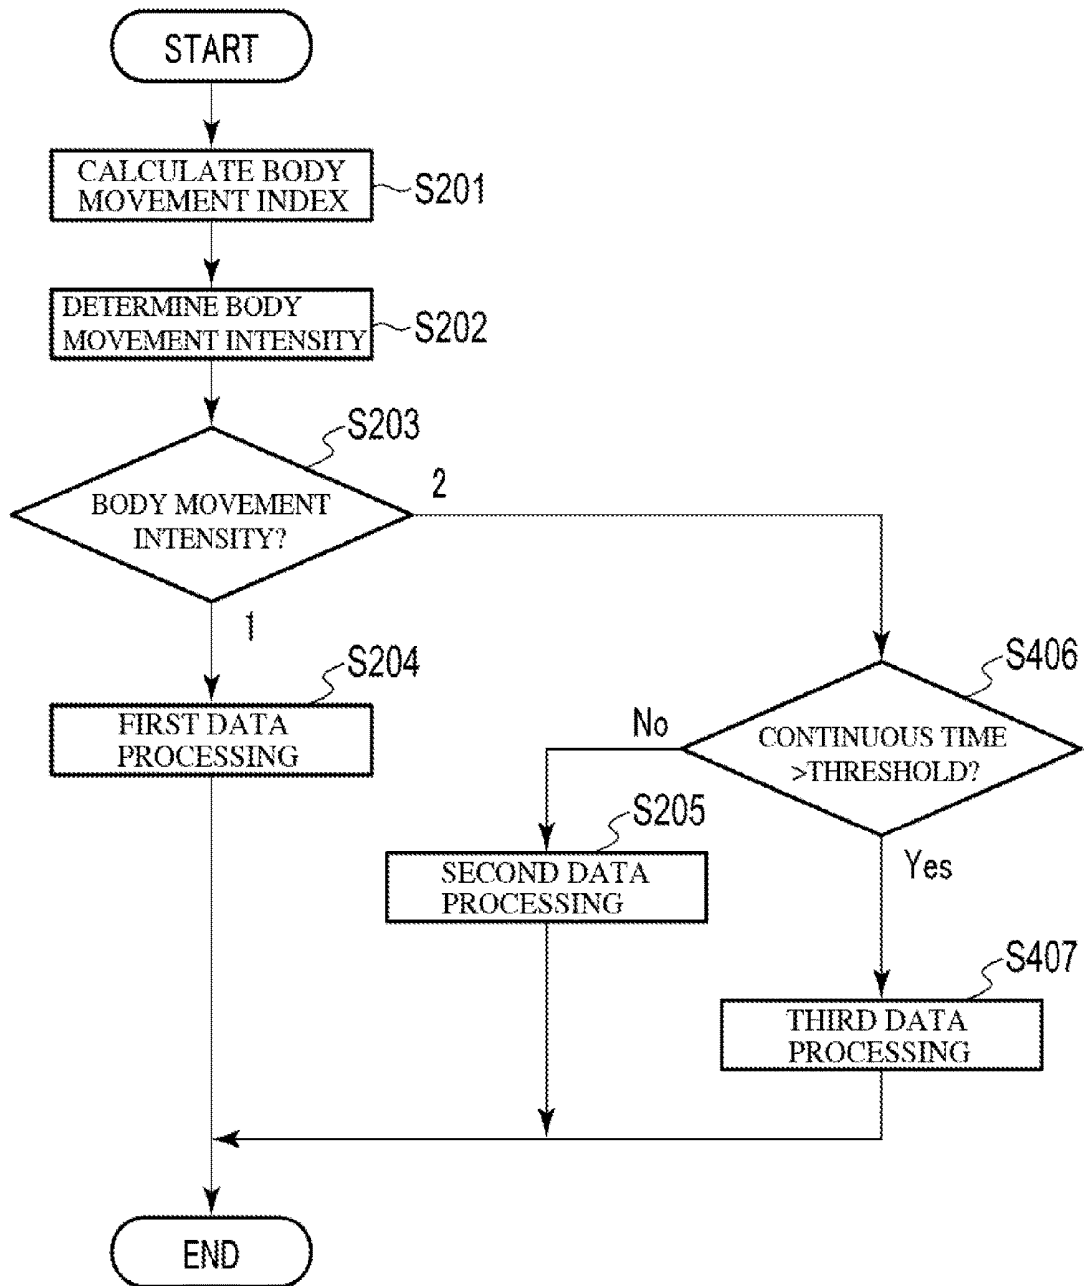 START
CALCULATE BODY
MOVEMENT INDEX
S201
DETERMINE BODY
MOVEMENT INTENSITY
S202
S203
BODY MOVEMENT
INTENSITY?
2
1
S204
FIRST DATA
PROCESSING
S406
CONTINUOUS TIME
>THRESHOLD?
No
Yes
S205
SECOND DATA
PROCESSING
S407
THIRD DATA
PROCESSING
END